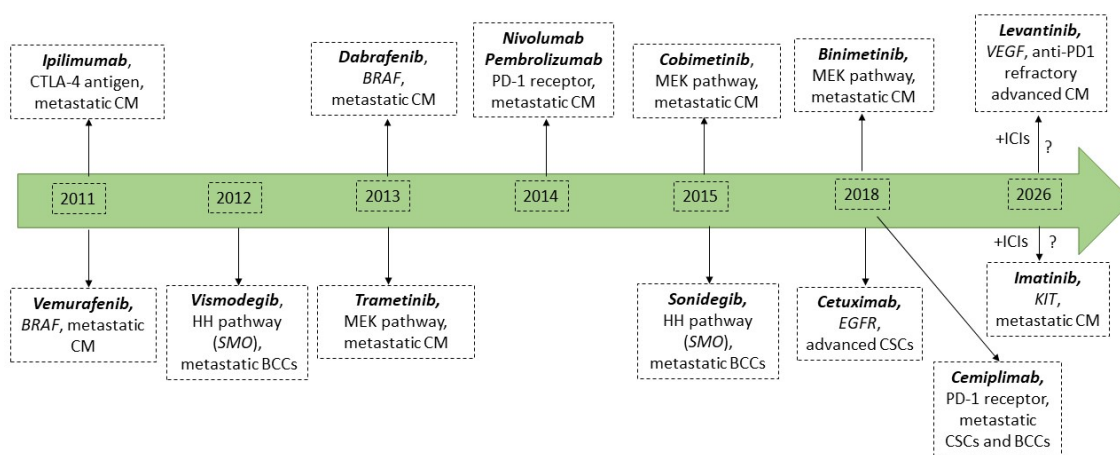 Ipilimumab,
CTLA-4 antigen,
metastatic CM
Dabrafenib,
BRAF,
metastatic CM
Nivolumab
Pembrolizumab
PD-1 receptor,
metastatic CM
Cobimetinib,
MEK pathway,
metastatic CM
Binimetinib,
MEK pathway,
metastatic CM
Levantinib,
VEGF, anti-PD1
refractory
advanced CM
+ICIs ?
2011
2012
2013
2014
2015
2018
2026
+ICIs ?
Vemurafenib,
BRAF, metastatic
CM
Vismodegib,
HH pathway
(SMO),
metastatic BCCs
Trametinib,
MEK pathway,
metastatic CM
Sonidegib,
HH pathway
(SMO),
metastatic BCCs
Cetuximab,
EGFR,
advanced CSCs
Imatinib,
KIT,
metastatic CM
Cemiplimab,
PD-1 receptor,
metastatic
CSCs and BCCs